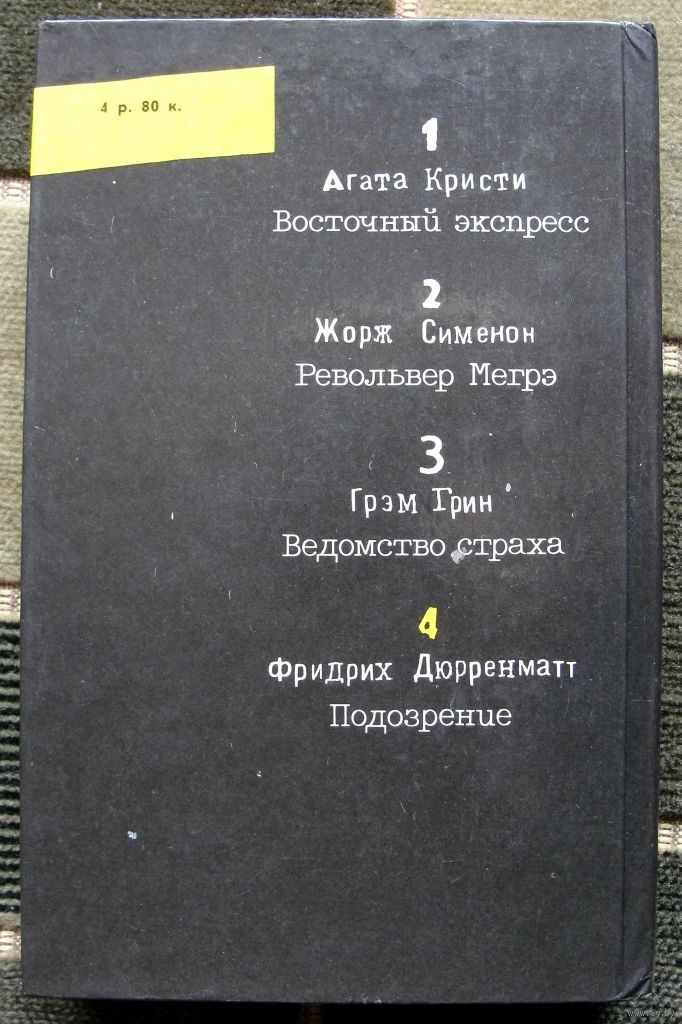 4 р. 80 к.
1
Агата Кристи
Восточный экспресс
2
Жорж Сименон
Револьвер Мегрэ
3
Грэм Грин
Ведомство страха
4
Фридрих Дюрренматт
Подозрение